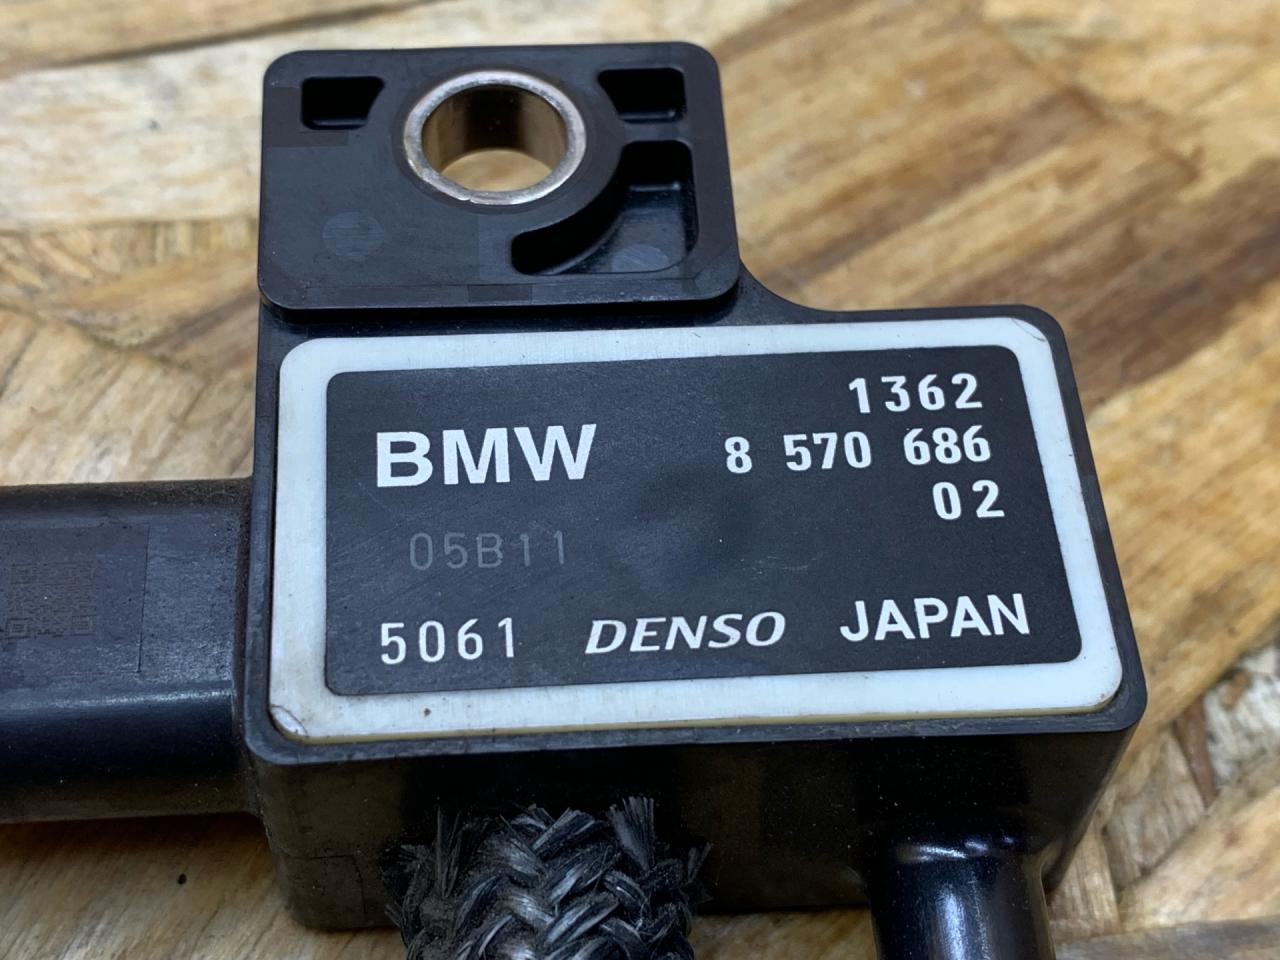 1362
BMW 8 570 686
02
05B11
5061 DENSO JAPAN